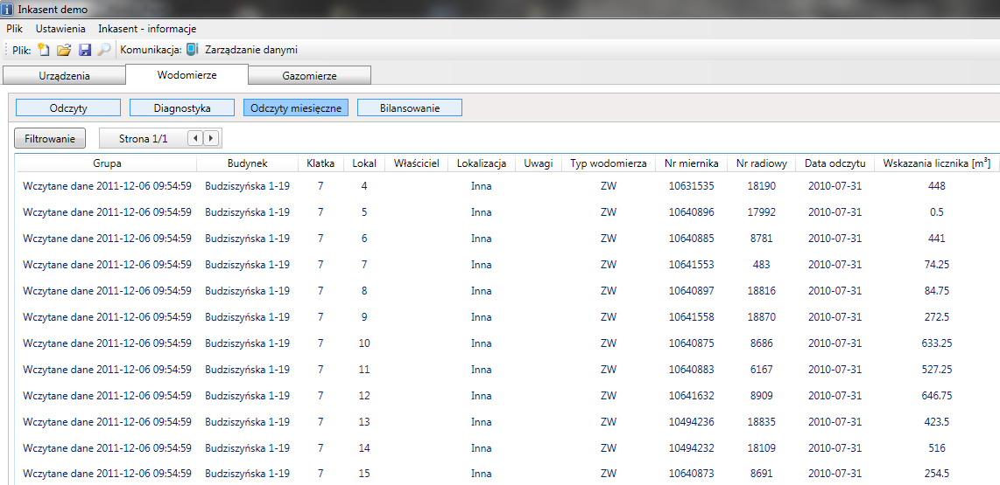 Inkasent demo
Plik Ustawienia Inkasent - informacje
Plik: Komunikacja: Zarządzanie danymi
Urządzenia Wodomierze Gazomierze
Odczyty Diagnostyka Odczyty miesięczne Bilansowanie
Filtrowanie Strona 1/1
Grupa Budynek Klatka Lokal Właściciel Lokalizacja Uwagi Typ wodomierza Nr miernika Nr radiowy Data odczytu Wskazania licznika [m³]
Wczytane dane 2011-12-06 09:54:59 Budziszyńska 1-19 7 4 Inna ZW 10631535 18190 2010-07-31 448
Wczytane dane 2011-12-06 09:54:59 Budziszyńska 1-19 7 5 Inna ZW 10640896 17992 2010-07-31 0.5
Wczytane dane 2011-12-06 09:54:59 Budziszyńska 1-19 7 6 Inna ZW 10640885 8781 2010-07-31 441
Wczytane dane 2011-12-06 09:54:59 Budziszyńska 1-19 7 7 Inna ZW 10641553 483 2010-07-31 74.25
Wczytane dane 2011-12-06 09:54:59 Budziszyńska 1-19 7 8 Inna ZW 10640897 18816 2010-07-31 84.75
Wczytane dane 2011-12-06 09:54:59 Budziszyńska 1-19 7 9 Inna ZW 10641558 18870 2010-07-31 272.5
Wczytane dane 2011-12-06 09:54:59 Budziszyńska 1-19 7 10 Inna ZW 10640875 8686 2010-07-31 633.25
Wczytane dane 2011-12-06 09:54:59 Budziszyńska 1-19 7 11 Inna ZW 10640883 6167 2010-07-31 527.25
Wczytane dane 2011-12-06 09:54:59 Budziszyńska 1-19 7 12 Inna ZW 10641632 8909 2010-07-31 646.75
Wczytane dane 2011-12-06 09:54:59 Budziszyńska 1-19 7 13 Inna ZW 10494236 18835 2010-07-31 423.5
Wczytane dane 2011-12-06 09:54:59 Budziszyńska 1-19 7 14 Inna ZW 10494232 18109 2010-07-31 516
Wczytane dane 2011-12-06 09:54:59 Budziszyńska 1-19 7 15 Inna ZW 10640873 8691 2010-07-31 254.5